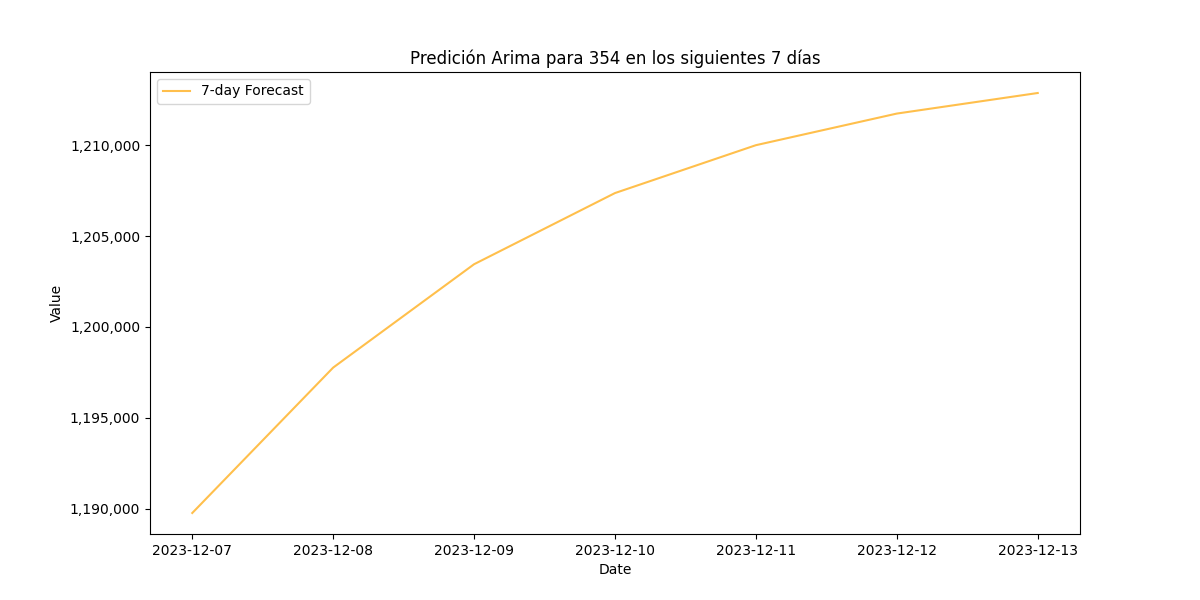 Predición Arima para 354 en los siguientes 7 días
7-day Forecast
1,210,000
1,205,000
1,200,000
1,195,000
1,190,000
Value
2023-12-07 2023-12-08 2023-12-09 2023-12-10 2023-12-11 2023-12-12 2023-12-13
Date